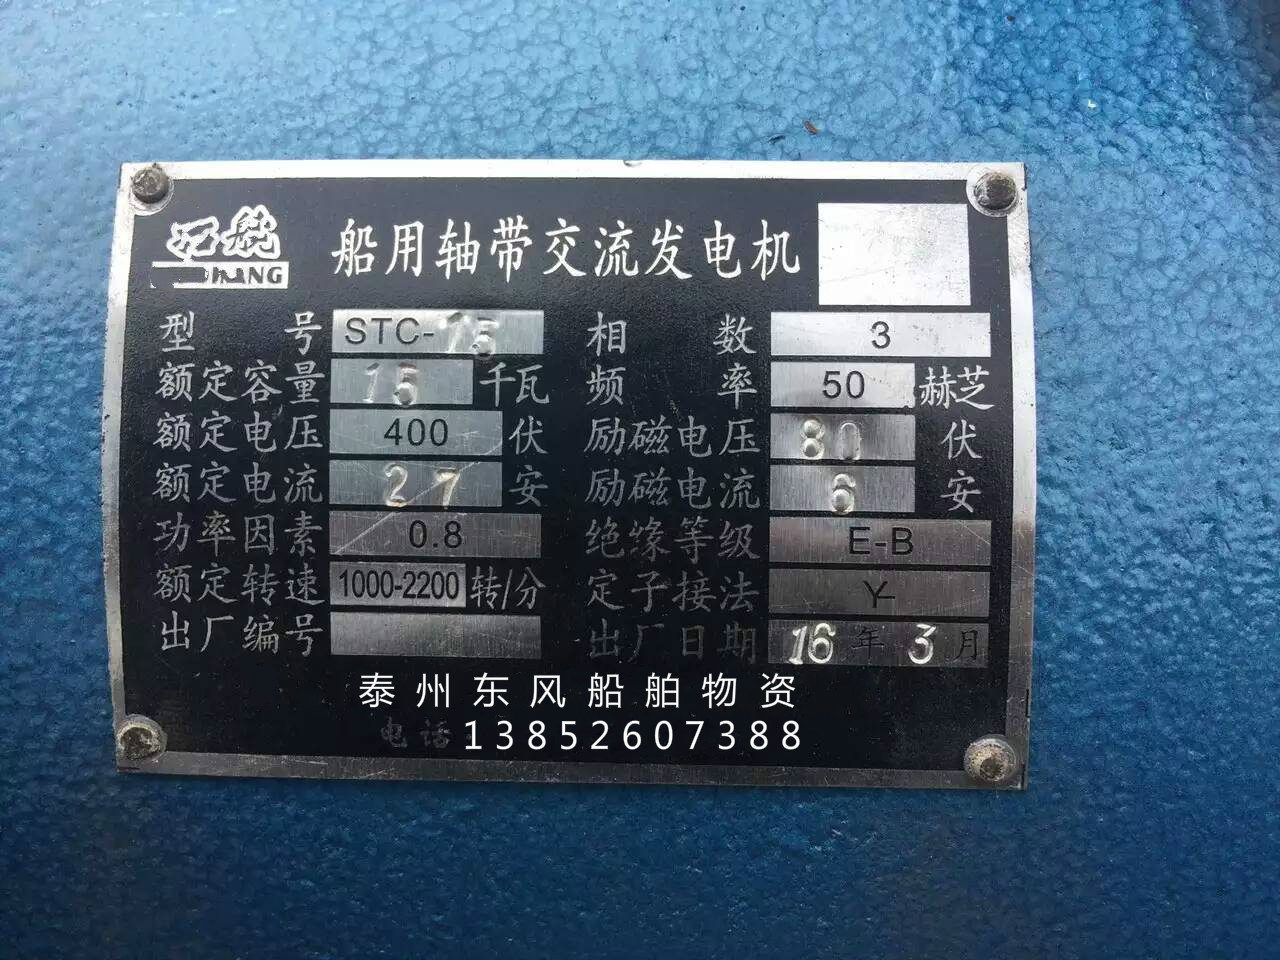 船用轴带交流发电机
型号 STC-15 相数 3
额定容量 15 千瓦 频率 50 赫芝
额定电压 400 伏 励磁电压 80 伏
额定电流 27 安 励磁电流 6 安
功率因素 0.8 绝缘等级 E-B
额定转速 1000-2200 转/分 定子接法 Y
出厂编号 出厂日期 16 年 3 月
泰州东风船舶物资
电话 13852607388